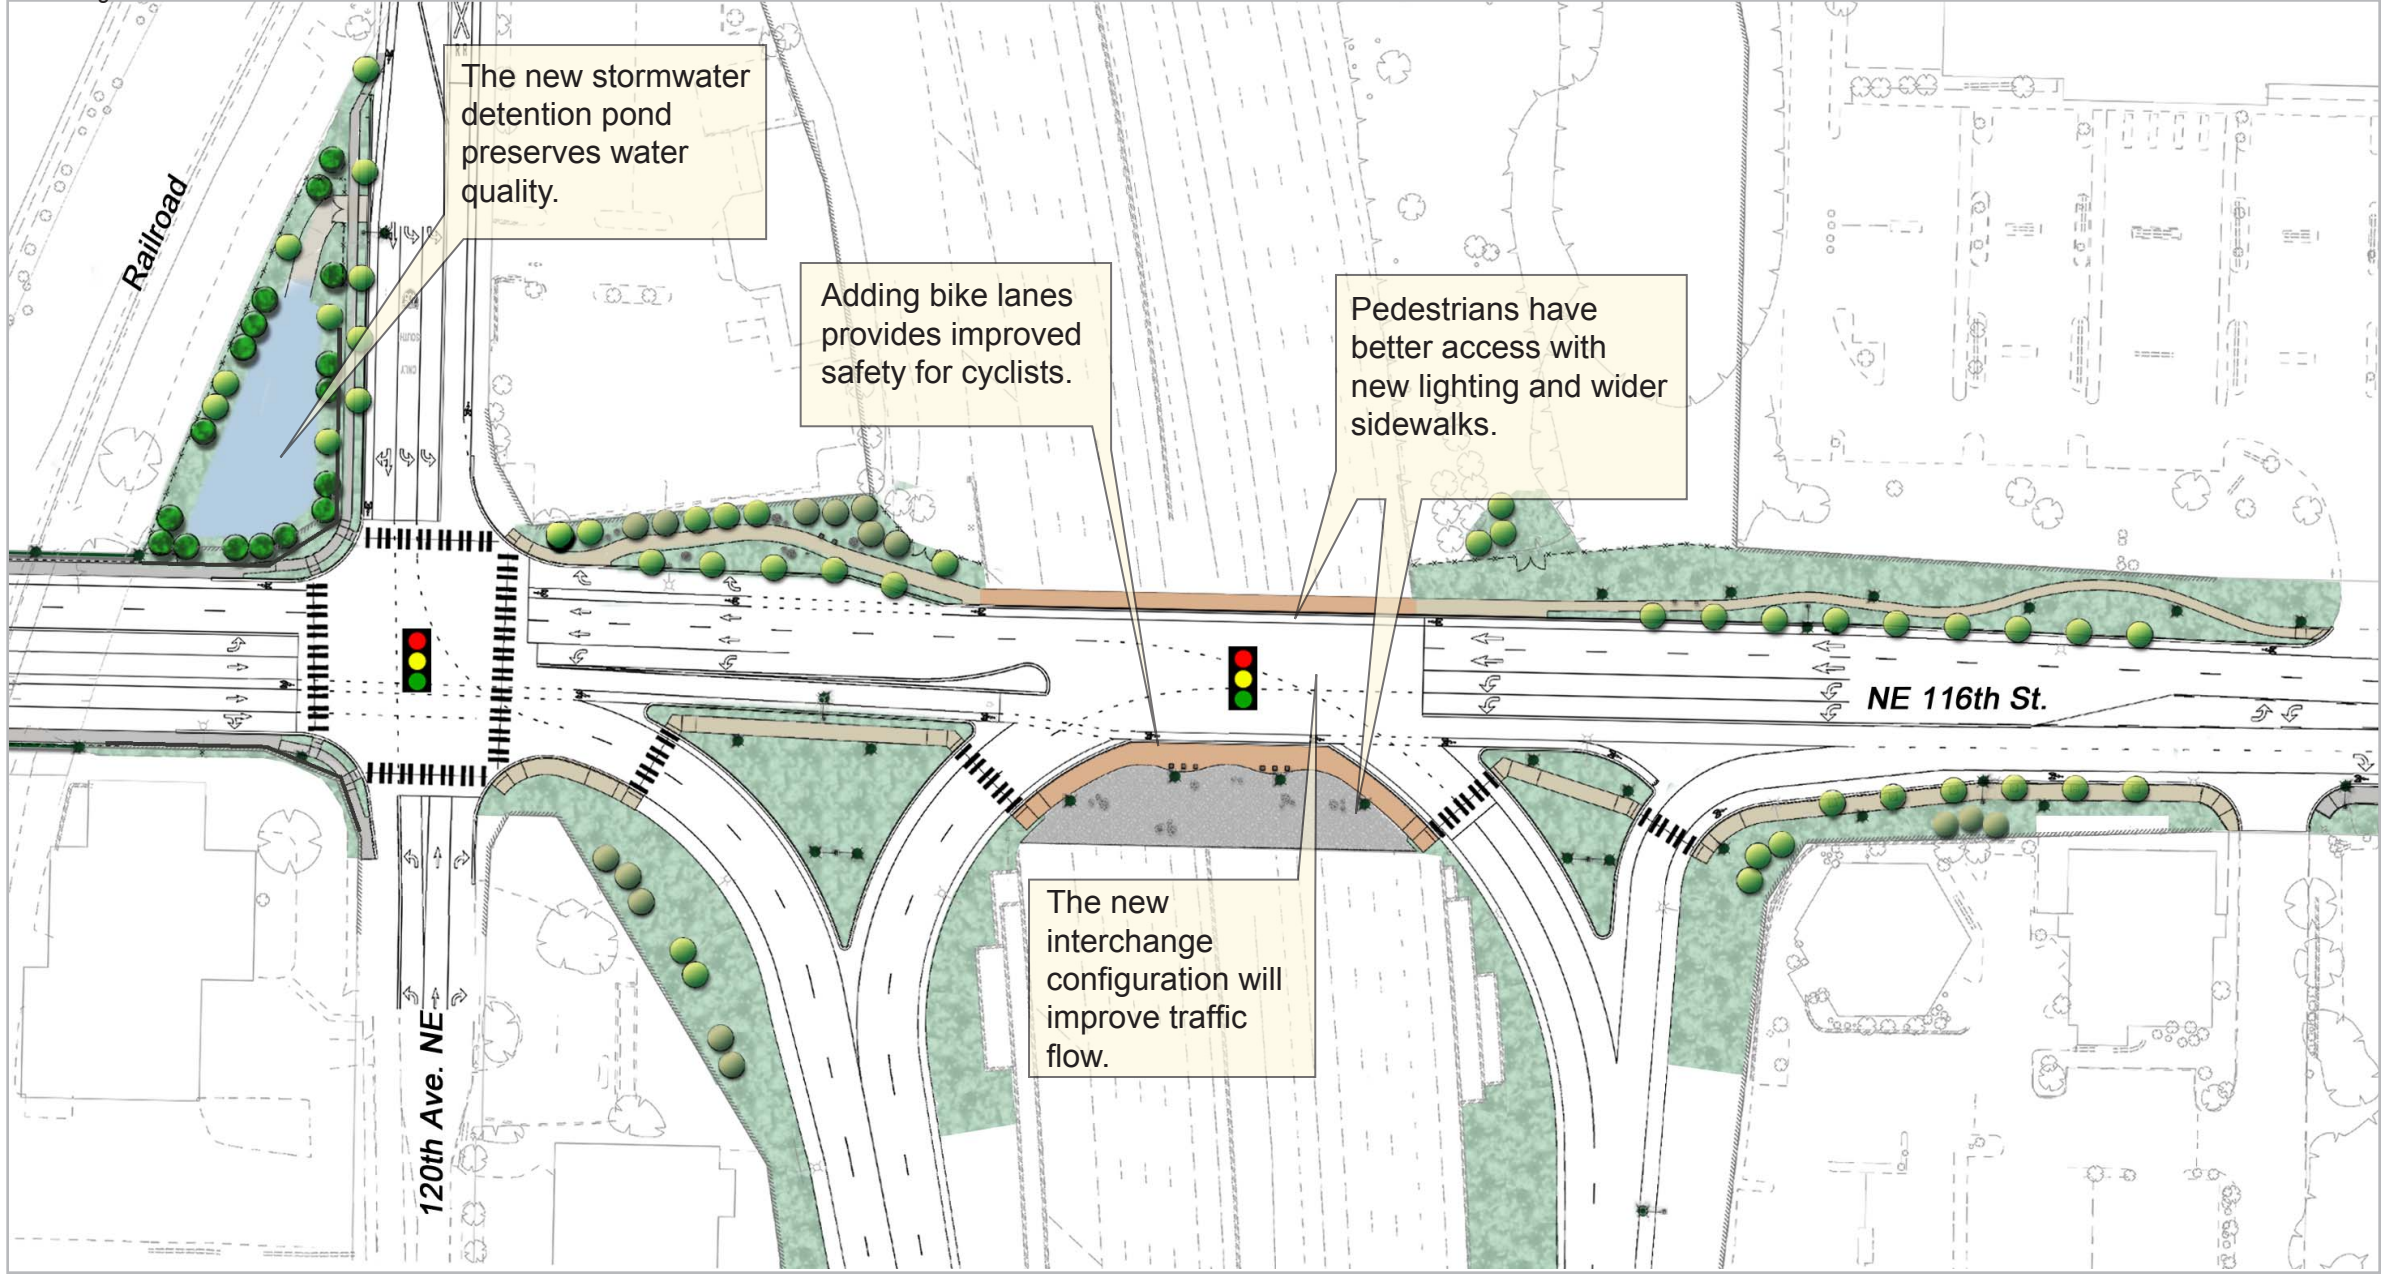 The new stormwater
detention pond
preserves water
quality.
Railroad
Adding bike lanes
provides improved
safety for cyclists.
Pedestrians have
better access with
new lighting and wider
sidewalks.
SOUTH
ONLY
NE 116th St.
The new
interchange
configuration will
improve traffic
flow.
120th Ave. NE